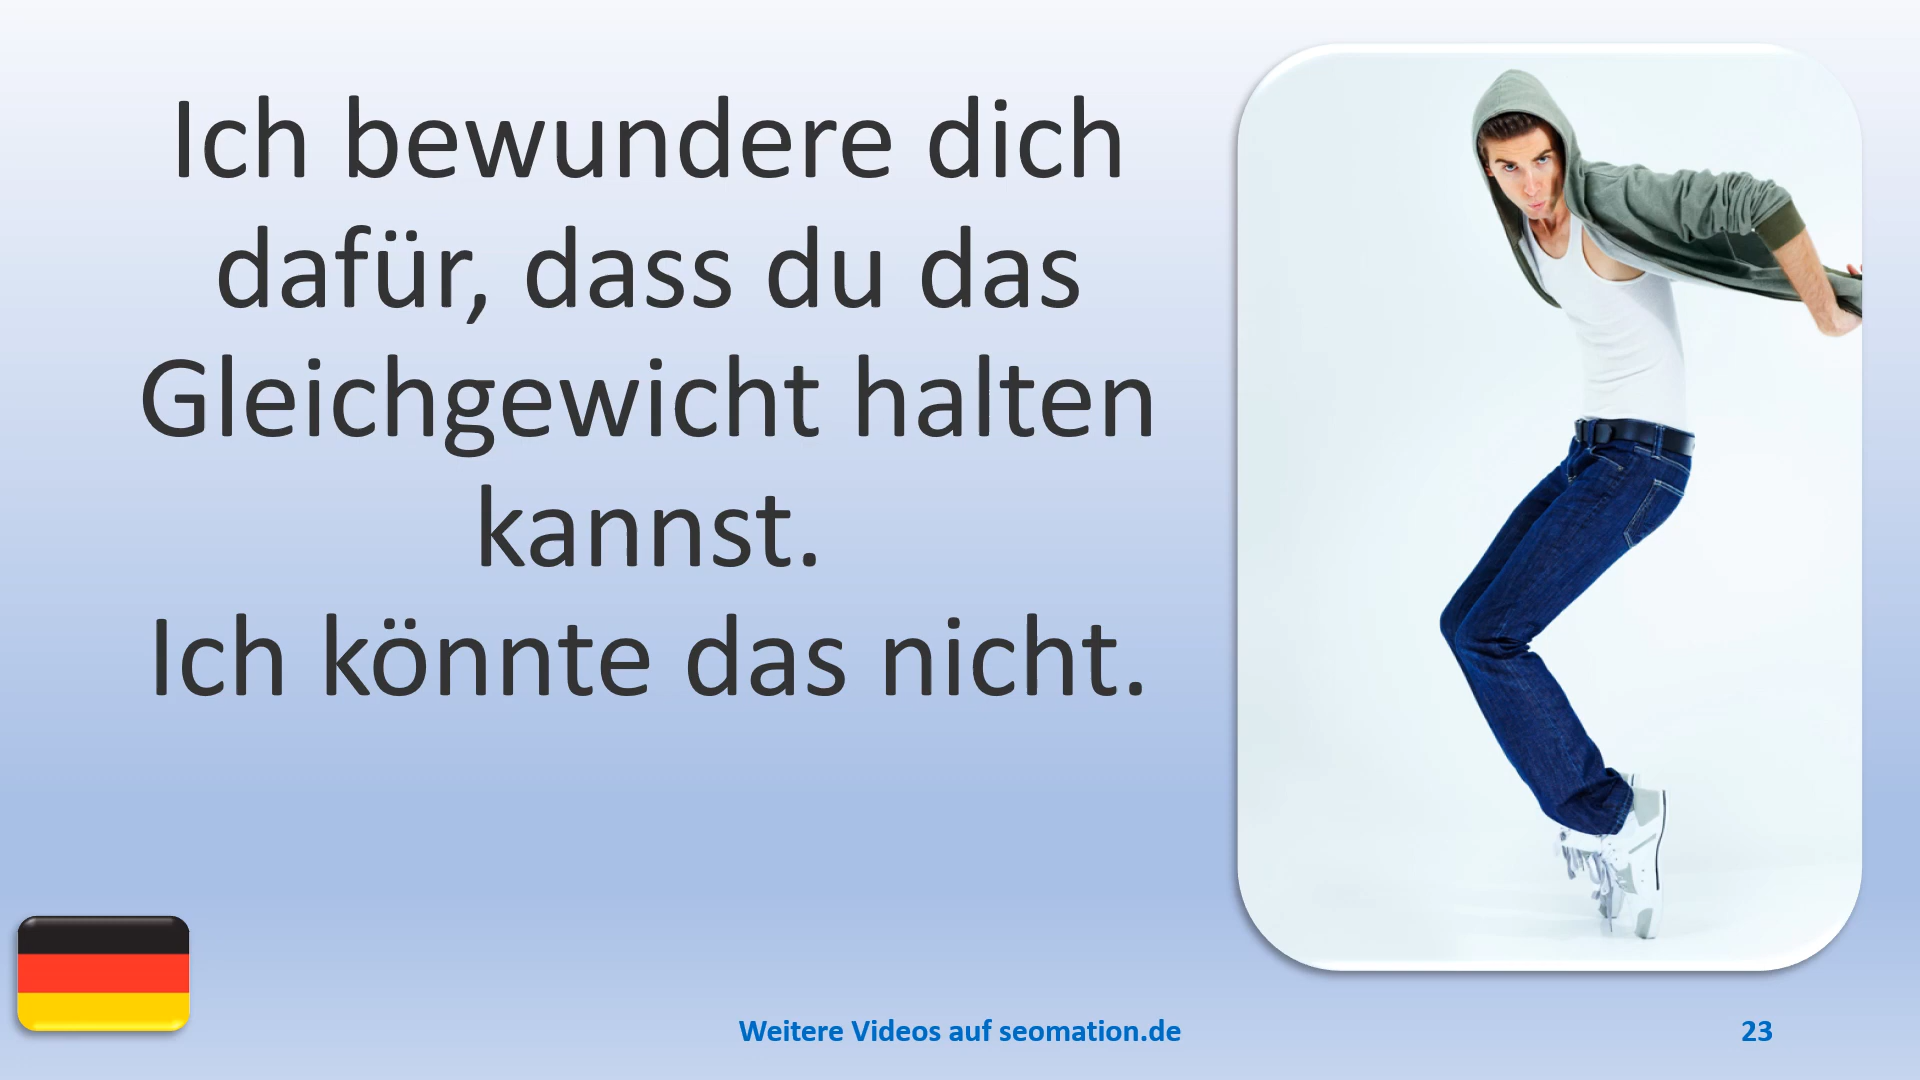 Ich bewundere dich
dafür, dass du das
Gleichgewicht halten
kannst.
Ich könnte das nicht.
Weitere Videos auf seomation.de
23